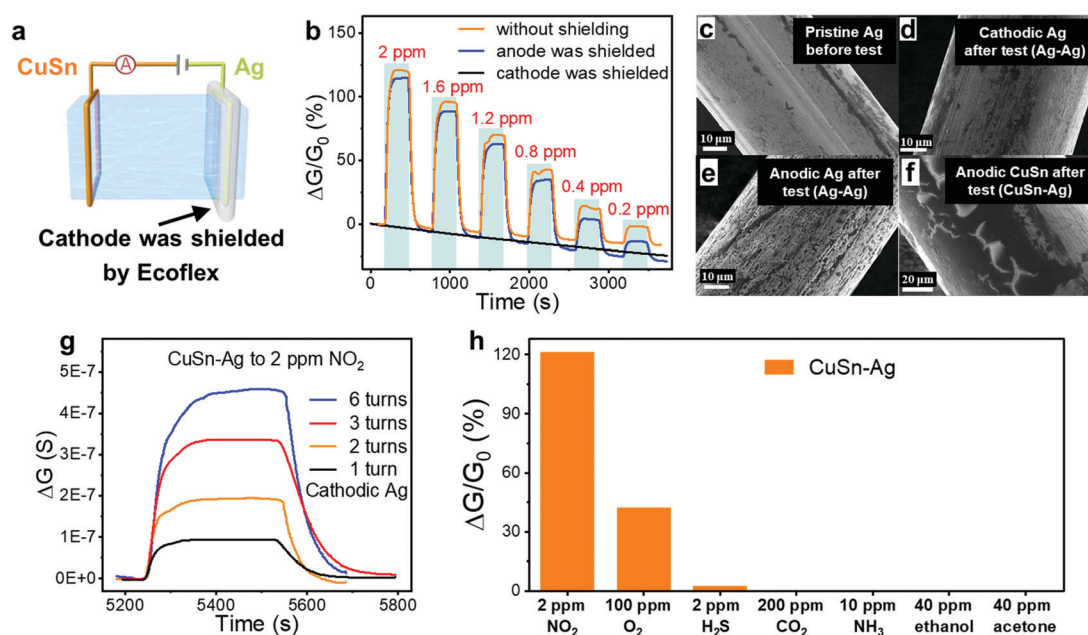 a
CuSn
A
Ag
Cathode was shielded
by Ecoflex
b
ΔG/G₀ (%)
150
100
50
0
0
1000
2000
3000
Time (s)
without shielding
anode was shielded
cathode was shielded
2 ppm
1.6 ppm
1.2 ppm
0.8 ppm
0.4 ppm
0.2 ppm
c
Pristine Ag
before test
10 μm
d
Cathodic Ag
after test (Ag-Ag)
10 μm
e
Anodic Ag after
test (Ag-Ag)
10 μm
f
Anodic CuSn after
test (CuSn-Ag)
20 μm
g
CuSn-Ag to 2 ppm NO₂
ΔG (S)
5E-7
4E-7
3E-7
2E-7
1E-7
0E+0
5200
5400
5600
5800
Time (s)
6 turns
3 turns
2 turns
1 turn
Cathodic Ag
h
CuSn-Ag
ΔG/G₀ (%)
120
90
60
30
0
2 ppm 100 ppm 2 ppm 200 ppm 10 ppm 40 ppm 40 ppm
NO₂ O₂ H₂S CO₂ NH₃ ethanol acetone